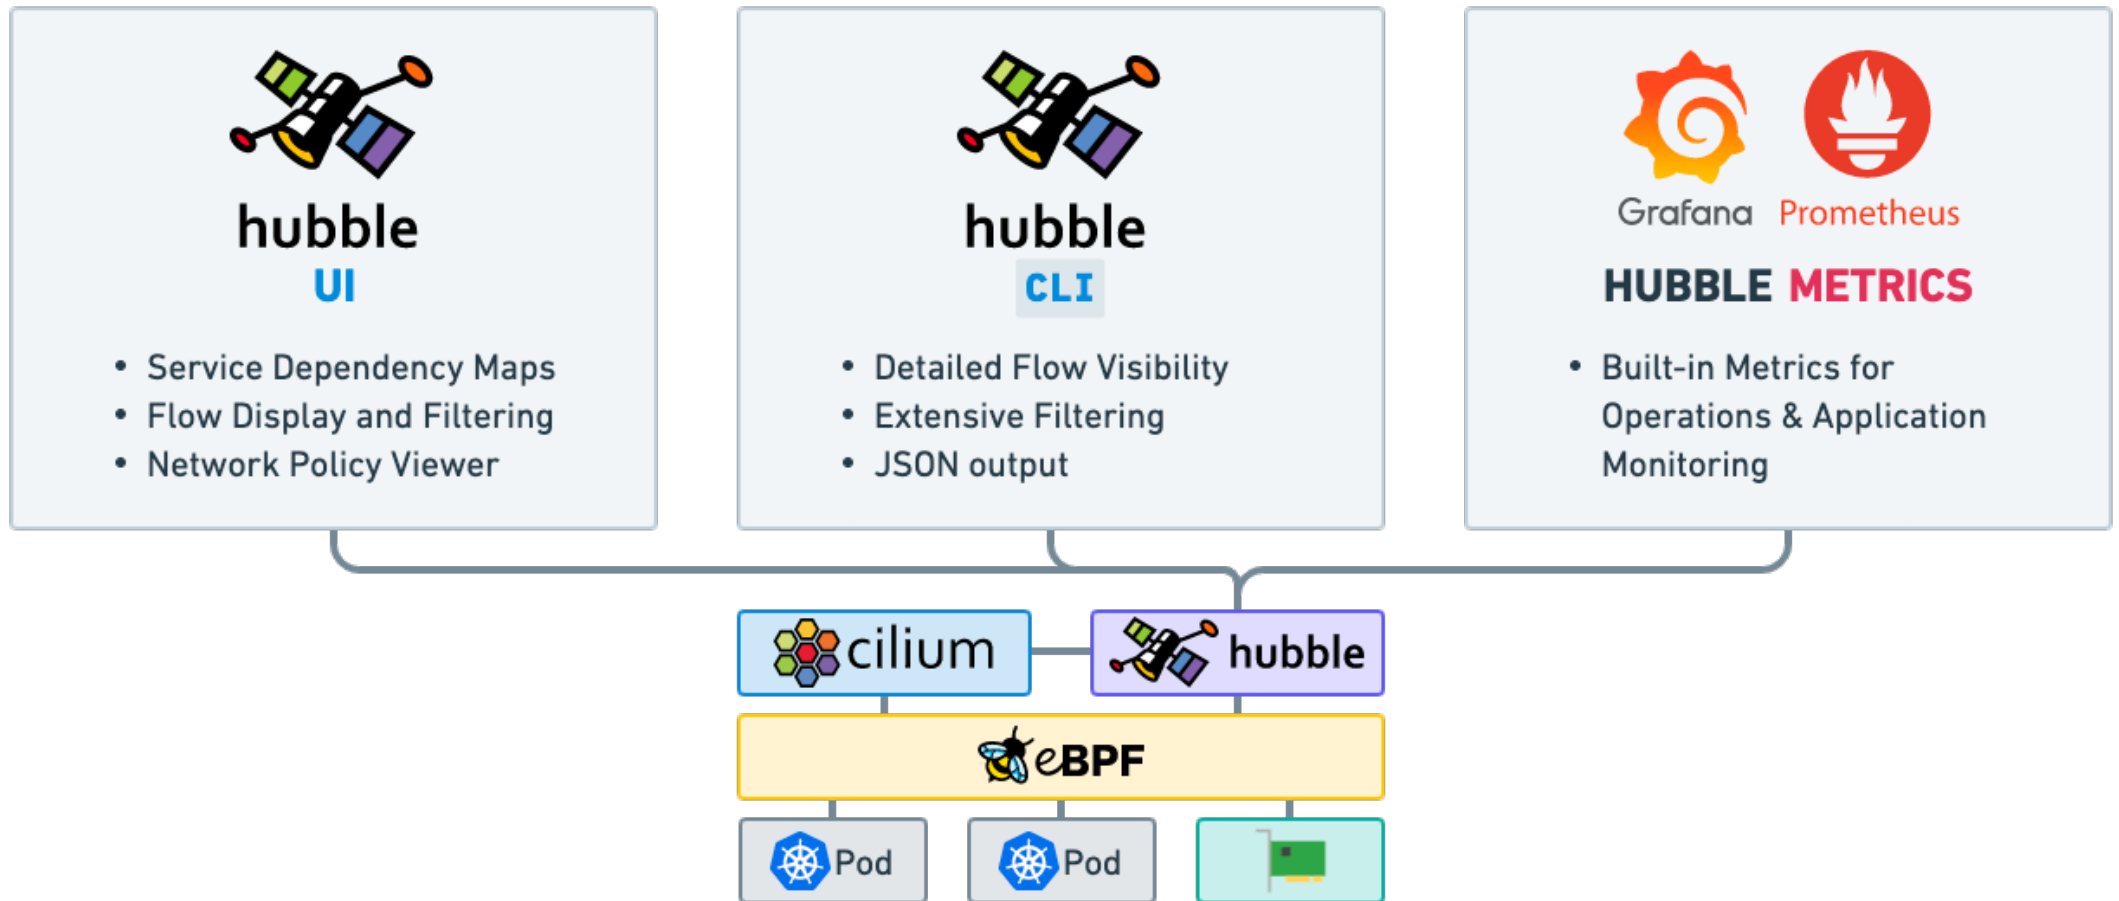 hubble
UI
• Service Dependency Maps
• Flow Display and Filtering
• Network Policy Viewer
hubble
CLI
• Detailed Flow Visibility
• Extensive Filtering
• JSON output
Grafana Prometheus
HUBBLE METRICS
• Built-in Metrics for
Operations & Application
Monitoring
cilium
hubble
eBPF
Pod
Pod